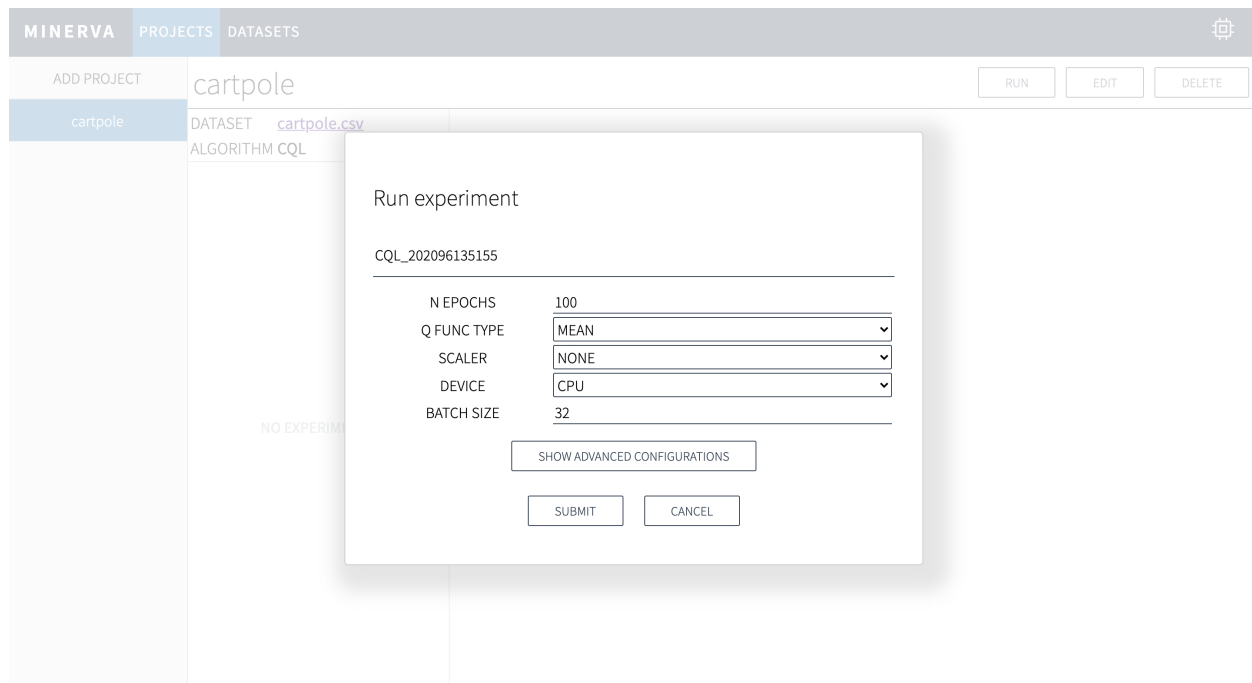 MINERVA PROJECTS DATASETS
ADD PROJECT
cartpole
cartpole
RUN EDIT DELETE
DATASET cartpole.csv
ALGORITHM CQL
NO EXPERIM
Run experiment
CQL_202096135155
N EPOCHS 100
Q FUNC TYPE MEAN
SCALER NONE
DEVICE CPU
BATCH SIZE 32
SHOW ADVANCED CONFIGURATIONS
SUBMIT CANCEL